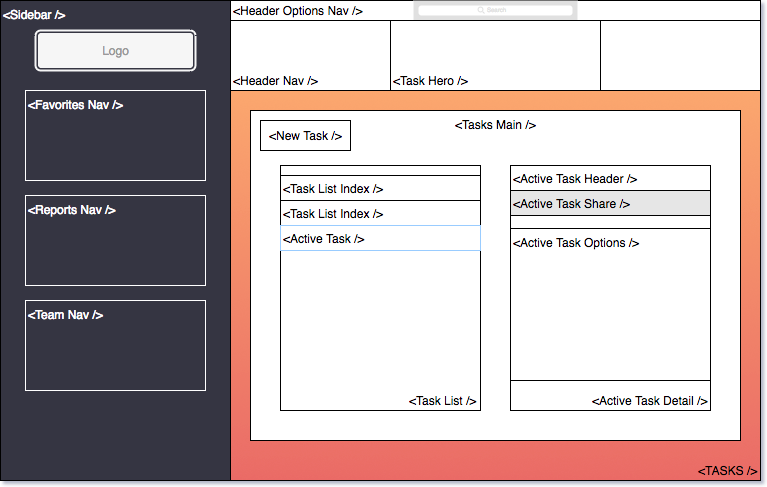 <Sidebar />
Logo
<Favorites Nav />
<Reports Nav />
<Team Nav />
<Header Options Nav />
Search
<Header Nav />
<Task Hero />
<New Task />
<Tasks Main />
<Task List Index />
<Task List Index />
<Active Task />
<Task List />
<Active Task Header />
<Active Task Share />
<Active Task Options />
<Active Task Detail />
<TASKS />